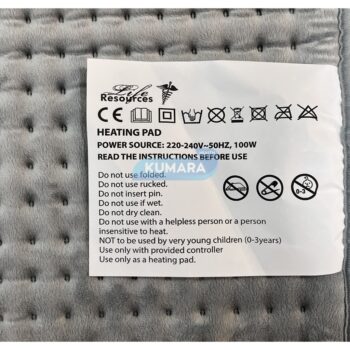 Life
Resources
CE
HEATING PAD
POWER SOURCE: 220-240V~50HZ, 100W
READ THE INSTRUCTIONS BEFORE USE
KUMARA
Do not use folded.
Do not use rucked.
Do not insert pin.
Do not use if wet.
Do not dry clean.
Do not use with a helpless person or a person
insensitive to heat.
NOT to be used by very young children (0-3years)
Use only with provided controller
Use only as a heating pad.
0-3